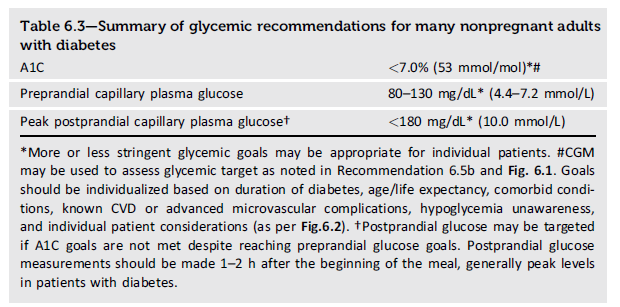 Table 6.3—Summary of glycemic recommendations for many nonpregnant adults
with diabetes
A1C <7.0% (53 mmol/mol)*#
Preprandial capillary plasma glucose 80–130 mg/dL* (4.4–7.2 mmol/L)
Peak postprandial capillary plasma glucose† <180 mg/dL* (10.0 mmol/L)
*More or less stringent glycemic goals may be appropriate for individual patients. #CGM
may be used to assess glycemic target as noted in Recommendation 6.5b and Fig. 6.1. Goals
should be individualized based on duration of diabetes, age/life expectancy, comorbid condi-
tions, known CVD or advanced microvascular complications, hypoglycemia unawareness,
and individual patient considerations (as per Fig.6.2). †Postprandial glucose may be targeted
if A1C goals are not met despite reaching preprandial glucose goals. Postprandial glucose
measurements should be made 1–2 h after the beginning of the meal, generally peak levels
in patients with diabetes.